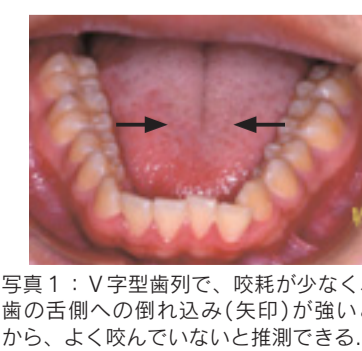 写真1：V字型歯列で、咬耗が少なく
歯の舌側への倒れ込み(矢印)が強い
から、よく咬んでいないと推測できる.